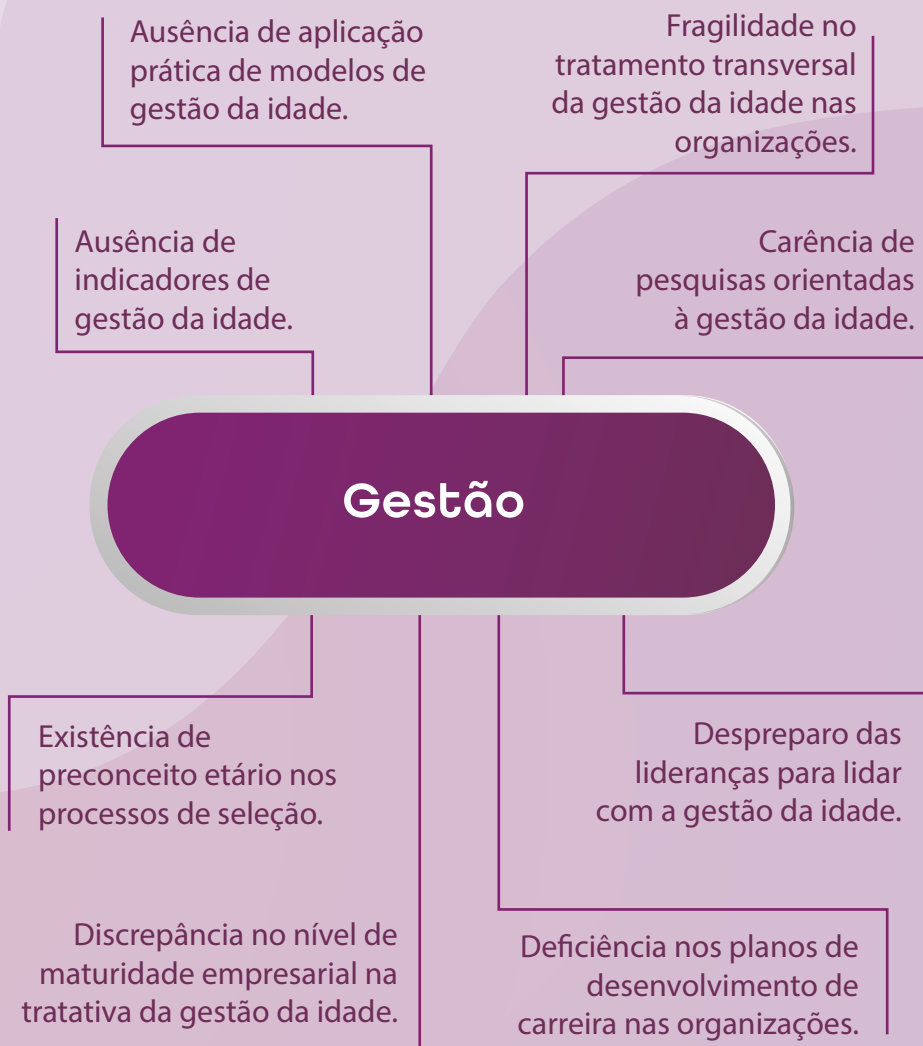 Ausência de aplicação
prática de modelos de
gestão da idade.
Fragilidade no
tratamento transversal
da gestão da idade nas
organizações.
Ausência de
indicadores de
gestão da idade.
Carência de
pesquisas orientadas
à gestão da idade.
Gestão
Existência de
preconceito etário nos
processos de seleção.
Despreparo das
lideranças para lidar
com a gestão da idade.
Discrepância no nível de
maturidade empresarial na
tratativa da gestão da idade.
Deficiência nos planos de
desenvolvimento de
carreira nas organizações.